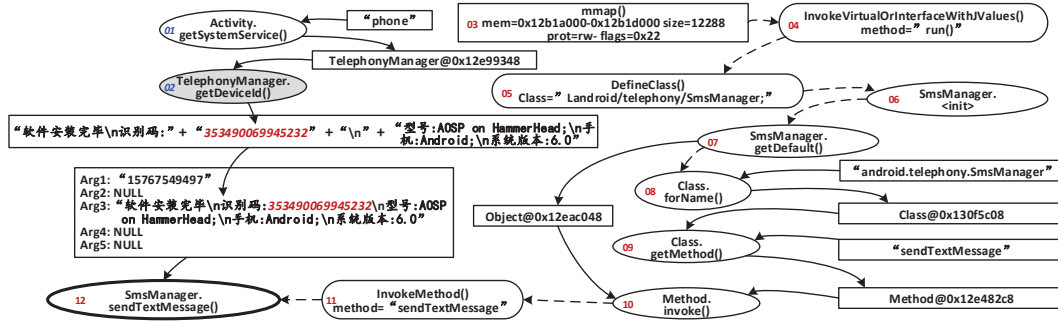 01
Activity.
getSystemService()
“phone”
TelephonyManager@0x12e99348
02
TelephonyManager.
getDeviceId()
“软件安装完毕\n识别码:” + “353490069945232” + “\n” + “型号:AOSP on HammerHead;\n手
机:Android;\n系统版本:6.0”
Arg1: “15767549497”
Arg2: NULL
Arg3: “软件安装完毕\n识别码:353490069945232\n型号:AOSP
on HammerHead;\n手机:Android;\n系统版本:6.0”
Arg4: NULL
Arg5: NULL
12
SmsManager.
sendTextMessage()
03
mmap()
mem=0x12b1a000-0x12b1d000 size=12288
prot=rw- flags=0x22
04
InvokeVirtualOrInterfaceWithJValues()
method=” run()”
05
DefineClass()
Class=” Landroid/telephony/SmsManager;”
06
SmsManager.
<init>
07
SmsManager.
getDefault()
“android.telephony.SmsManager”
08
Class.
forName()
Object@0x12eac048
Class@0x130f5c08
09
Class.
getMethod()
“sendTextMessage”
Method@0x12e482c8
10
Method.
invoke()
11
InvokeMethod()
method= “sendTextMessage”